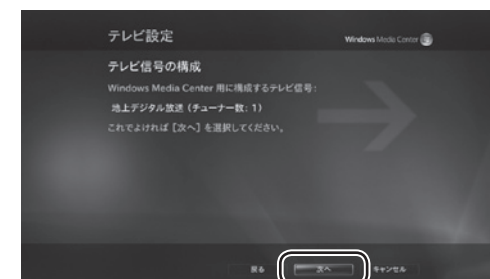 テレビ設定
Windows Media Center
テレビ信号の構成
Windows Media Center 用に構成するテレビ信号:
地上デジタル放送 (チューナー数: 1)
これでよければ [次へ] を選択してください。
戻る 次へ キャンセル